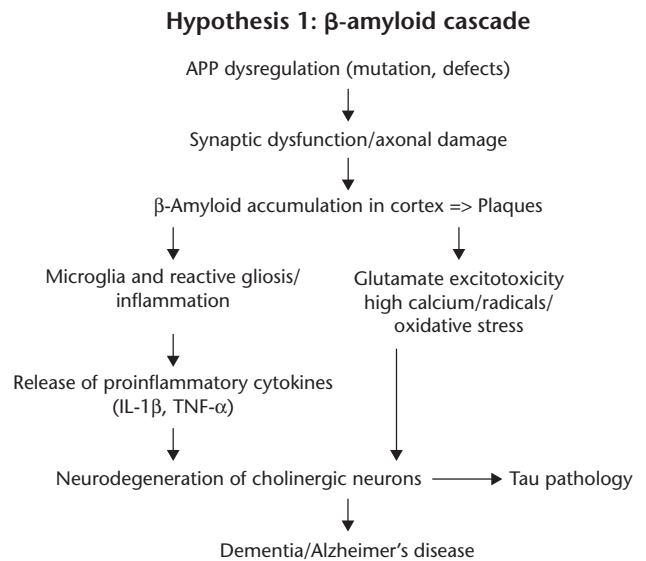 Hypothesis 1: β-amyloid cascade
APP dysregulation (mutation, defects)
Synaptic dysfunction/axonal damage
β-Amyloid accumulation in cortex => Plaques
Microglia and reactive gliosis/
inflammation
Glutamate excitotoxicity
high calcium/radicals/
oxidative stress
Release of proinflammatory cytokines
(IL-1β, TNF-α)
Neurodegeneration of cholinergic neurons
Tau pathology
Dementia/Alzheimer’s disease